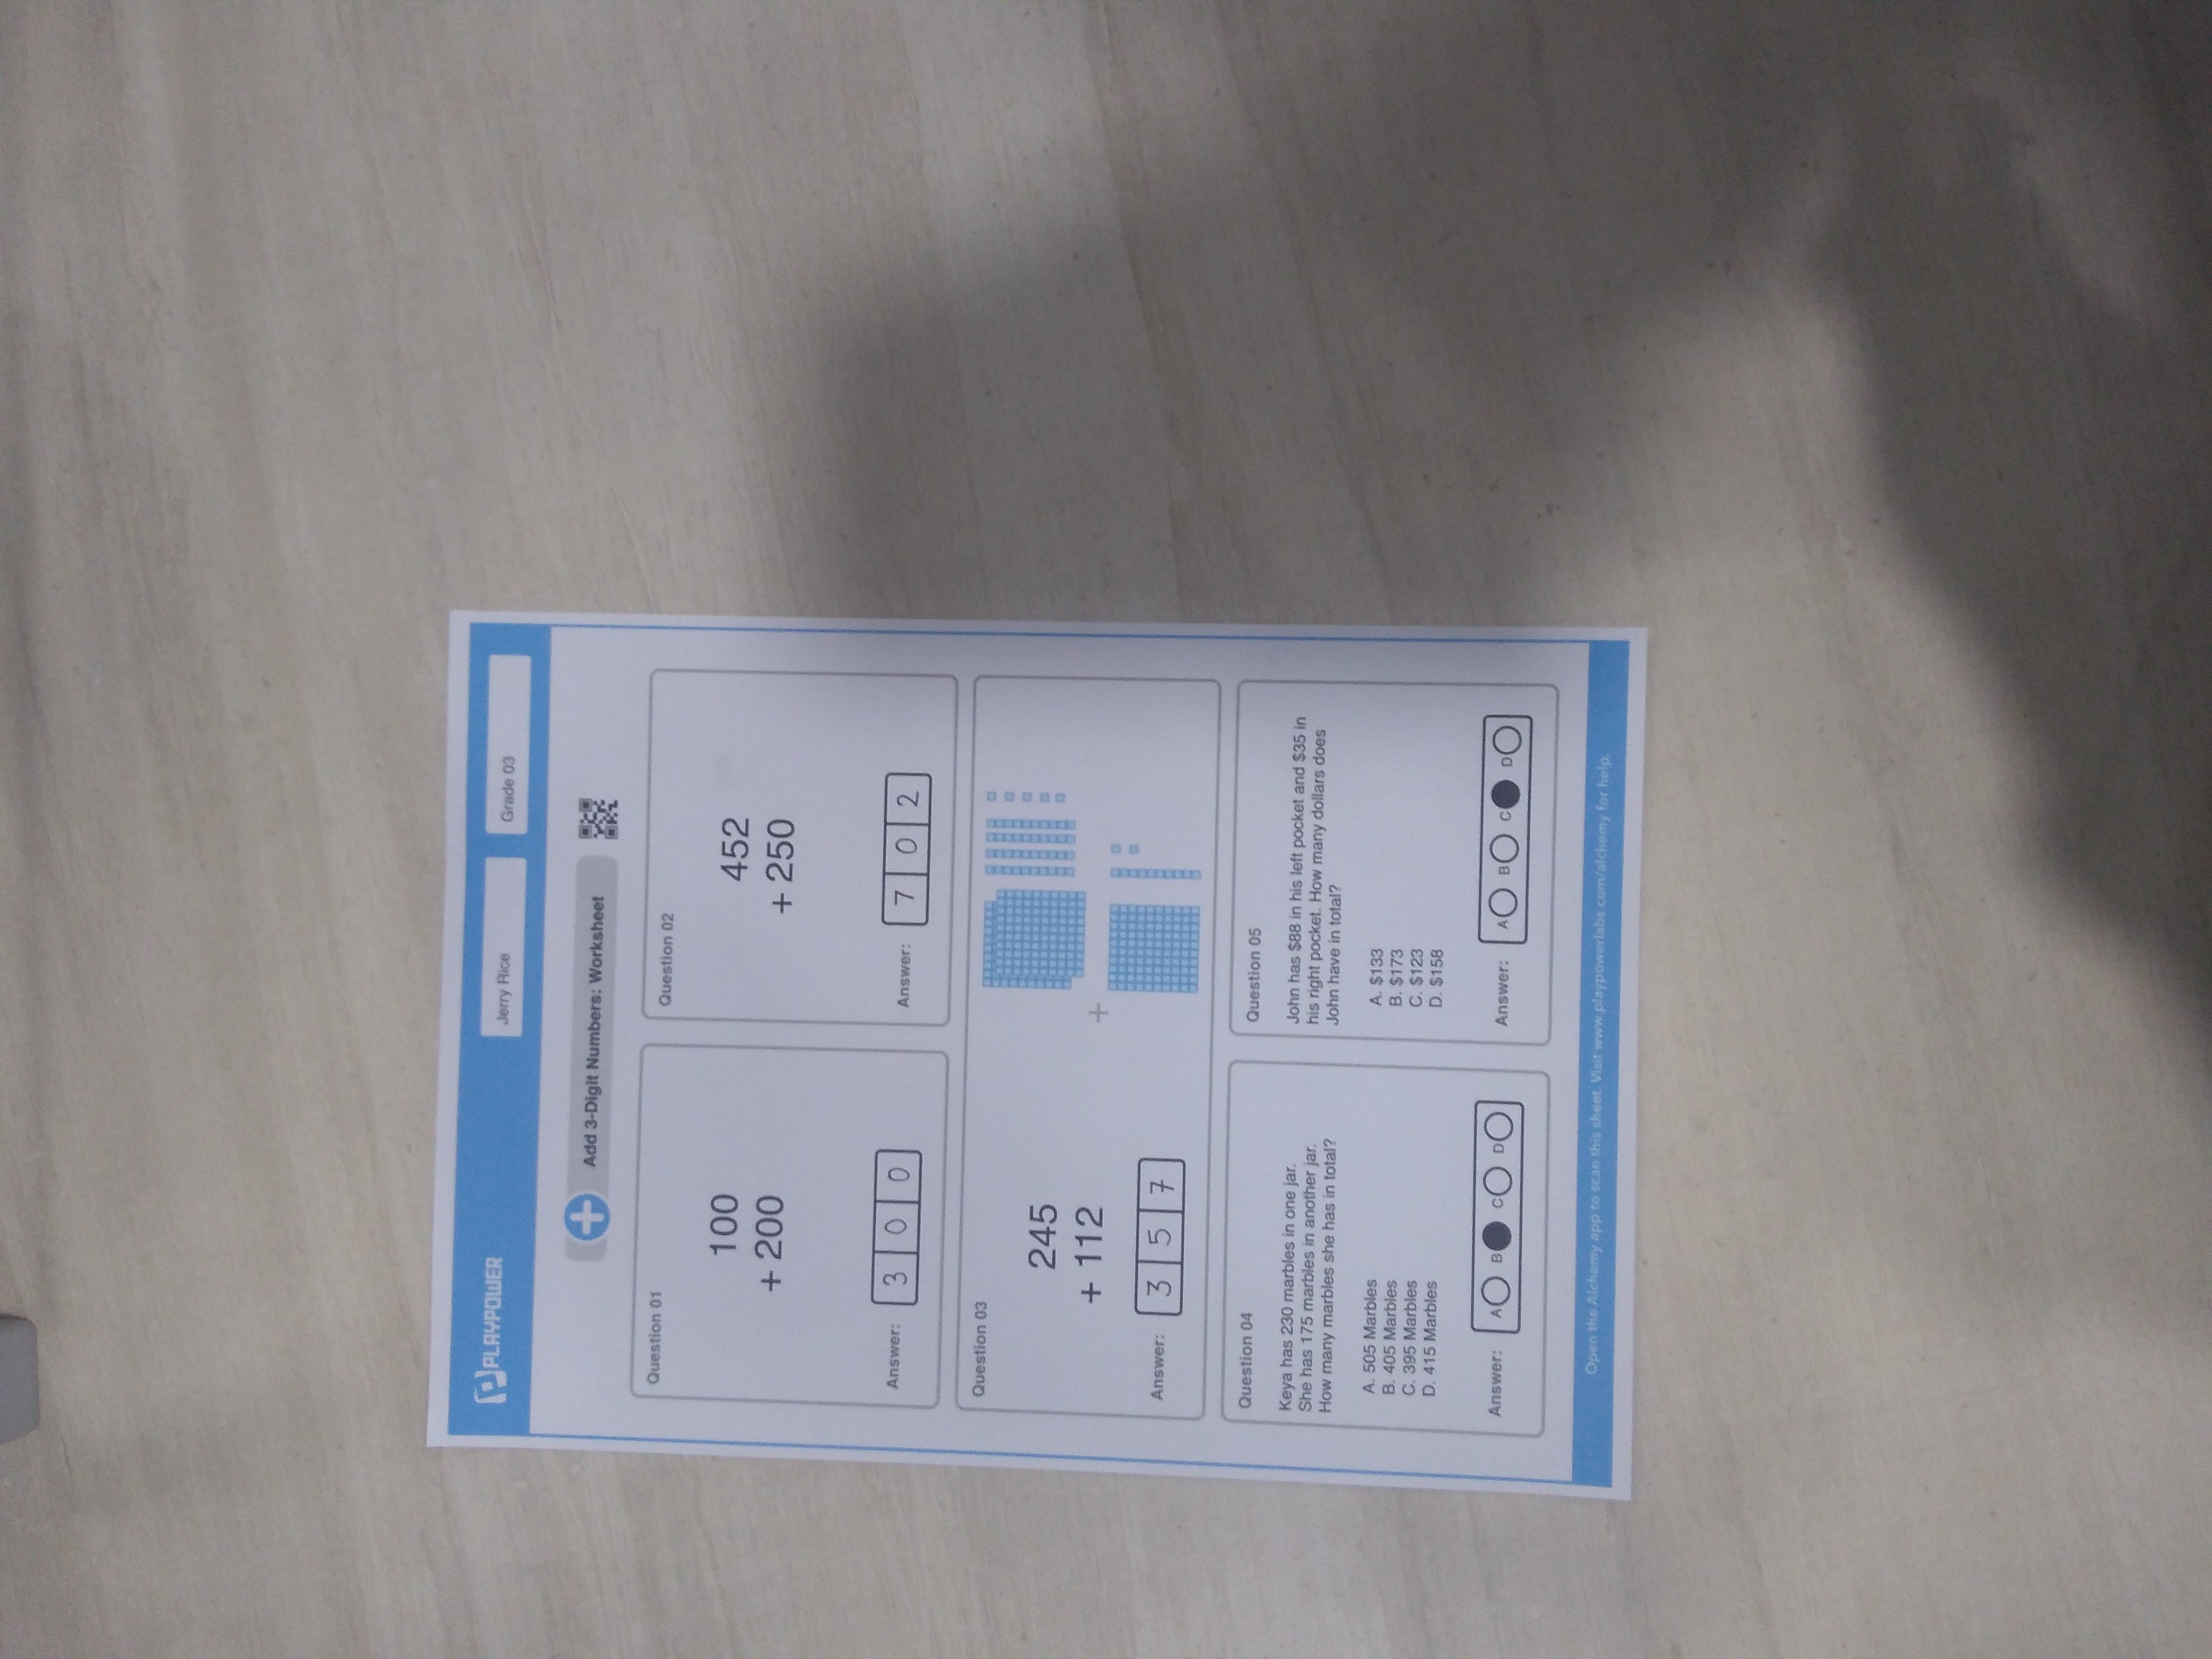 PLAYPOWER
Jerry Rice
Grade 03
Add 3-Digit Numbers: Worksheet
Question 01
100
+ 200
Answer: 3 0 0
Question 02
452
+ 250
Answer: 7 0 2
Question 03
245
+ 112
Answer: 3 5 7
+
Question 04
Keya has 230 marbles in one jar.
She has 175 marbles in another jar.
How many marbles she has in total?
A. 505 Marbles
B. 405 Marbles
C. 395 Marbles
D. 415 Marbles
Answer: A B C D
Question 05
John has $88 in his left pocket and $35 in
his right pocket. How many dollars does
John have in total?
A. $133
B. $173
C. $123
D. $158
Answer: A B C D
Open the Alchemy app to scan this sheet. Visit www.playpowerlabs.com/alchemy for help.